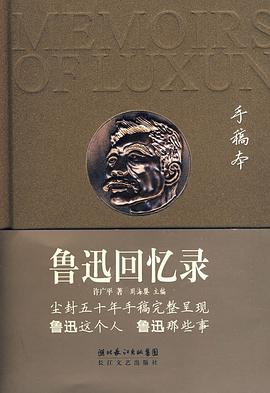 MEMOIRS
OF LUXUN
手稿本
鲁迅回忆录
许广平 著 周海婴 主编
尘封五十年手稿完整呈现
鲁迅这个人 鲁迅那些事
湖北长江出版集团
长江文艺出版社